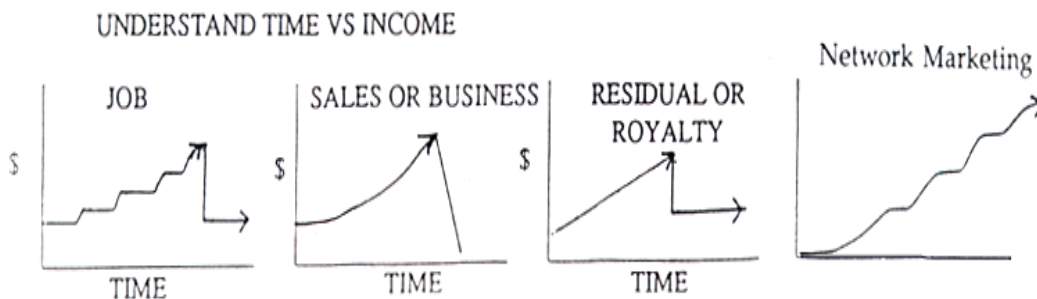 UNDERSTAND TIME VS INCOME
JOB
$
TIME
SALES OR BUSINESS
$
TIME
RESIDUAL OR
ROYALTY
$
TIME
Network Marketing